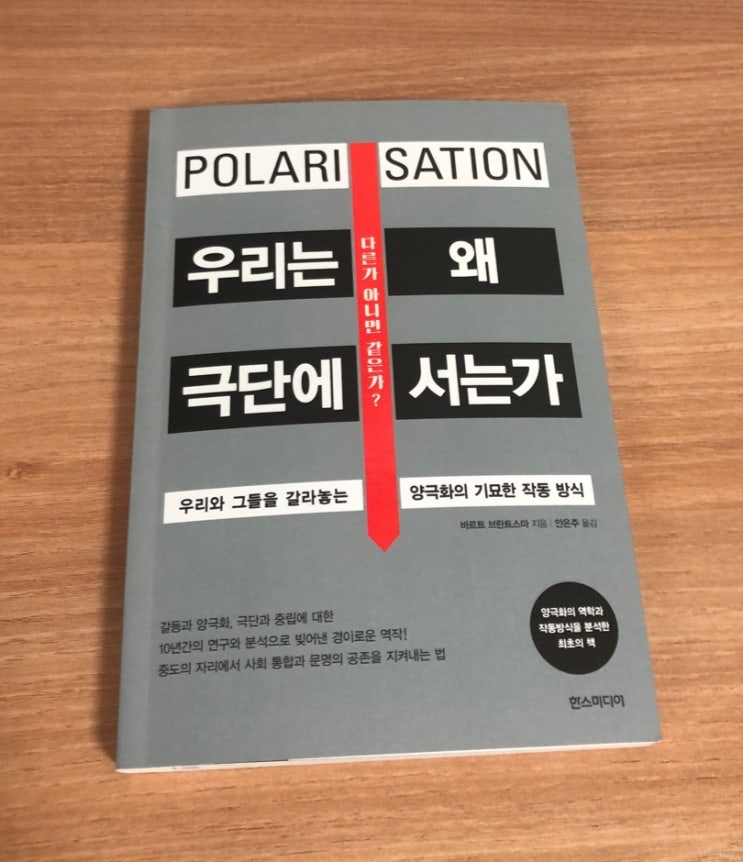 POLARISATION
우리는 왜
다른가 아니면 같은가?
극단에 서는가
우리와 그들을 갈라놓는 양극화의 기묘한 작동 방식
바르트 브란트스마 지음 | 안은주 옮김
갈등과 양극화, 극단과 중립에 대한
10년간의 연구와 분석으로 빚어낸 경이로운 역작!
중도의 자리에서 사회 통합과 문명의 공존을 지켜내는 법
양극화의 역학과
작동방식을 분석한
최초의 책
한스미디어